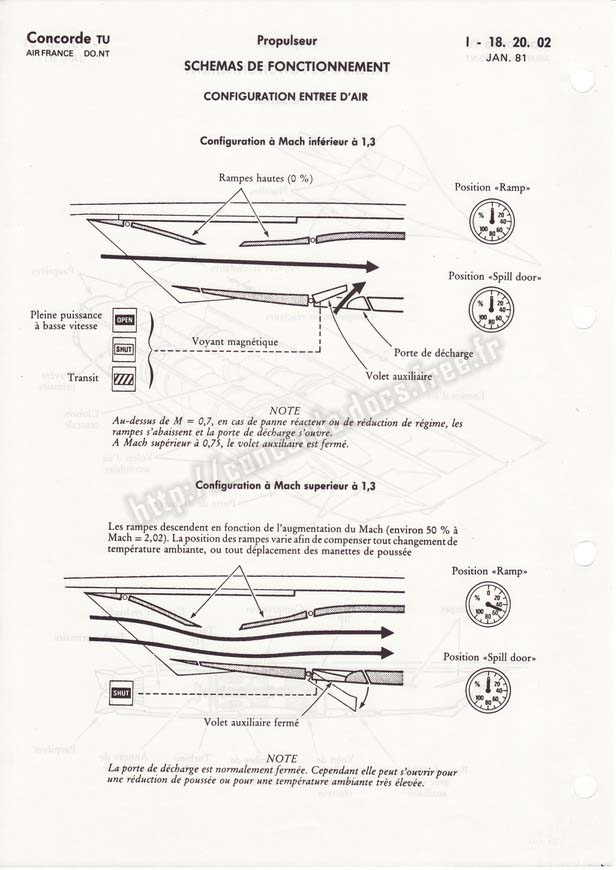 Concorde TU
AIR FRANCE DO.NT
Propulseur
I - 18. 20. 02
JAN. 81
SCHEMAS DE FONCTIONNEMENT
CONFIGURATION ENTREE D'AIR
Configuration à Mach inférieur à 1,3
Rampes hautes (0 %)
Position «Ramp»
% 0 20 40 60 80 100
Position «Spill door»
% 0 20 40 60 80 100
Pleine puissance
à basse vitesse
OPEN
SHUT
Voyant magnétique
Transit
Porte de décharge
Volet auxiliaire
NOTE
Au-dessus de M = 0,7, en cas de panne réacteur ou de réduction de régime, les
rampes s'abaissent et la porte de décharge s'ouvre.
A Mach supérieur à 0,75, le volet auxiliaire est fermé.
http://concorde-docs.free.fr
Configuration à Mach superieur à 1,3
Les rampes descendent en fonction de l'augmentation du Mach (environ 50 % à
Mach = 2,02). La position des rampes varie afin de compenser tout changement de
température ambiante, ou tout déplacement des manettes de poussée
Position «Ramp»
% 0 20 40 60 80 100
Position «Spill door»
% 0 20 40 60 80 100
SHUT
Volet auxiliaire fermé
NOTE
La porte de décharge est normalement fermée. Cependant elle peut s'ouvrir pour
une réduction de poussée ou pour une température ambiante très élevée.